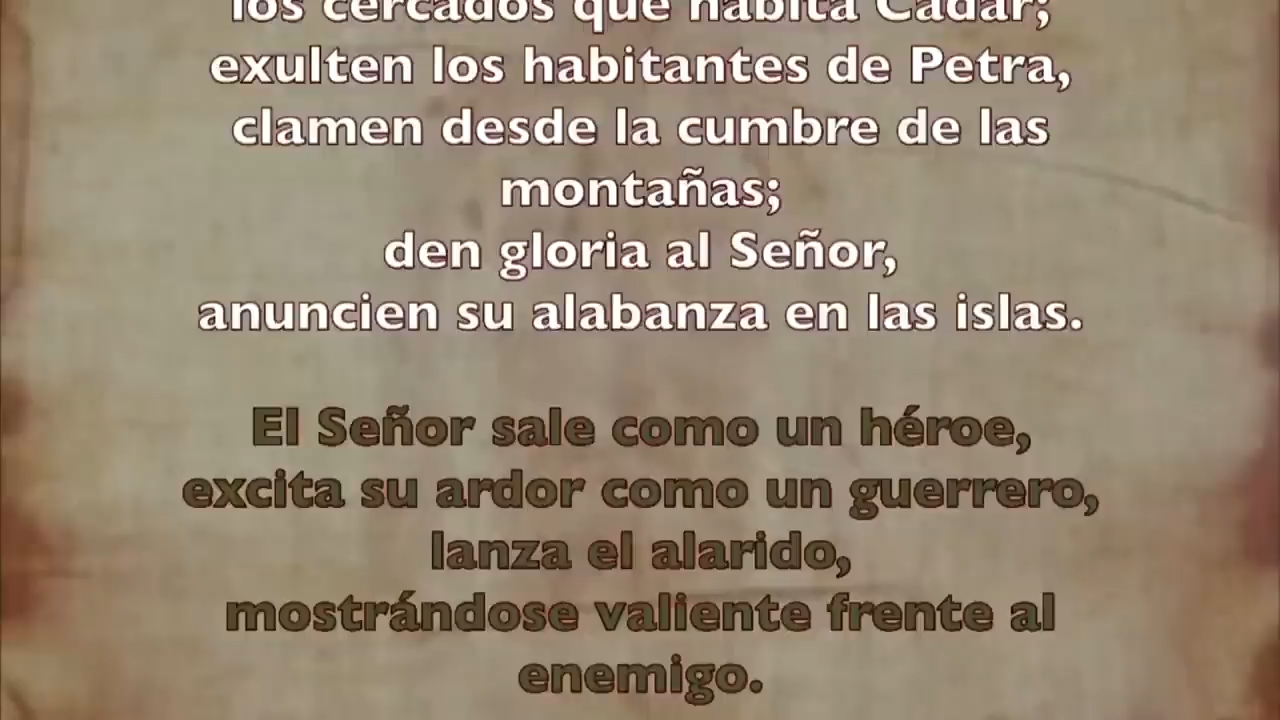 los cercados que habita Cadar;
exulten los habitantes de Petra,
clamen desde la cumbre de las
montañas;
den gloria al Señor,
anuncien su alabanza en las islas.
El Señor sale como un héroe,
excita su ardor como un guerrero,
lanza el alarido,
mostrándose valiente frente al
enemigo.